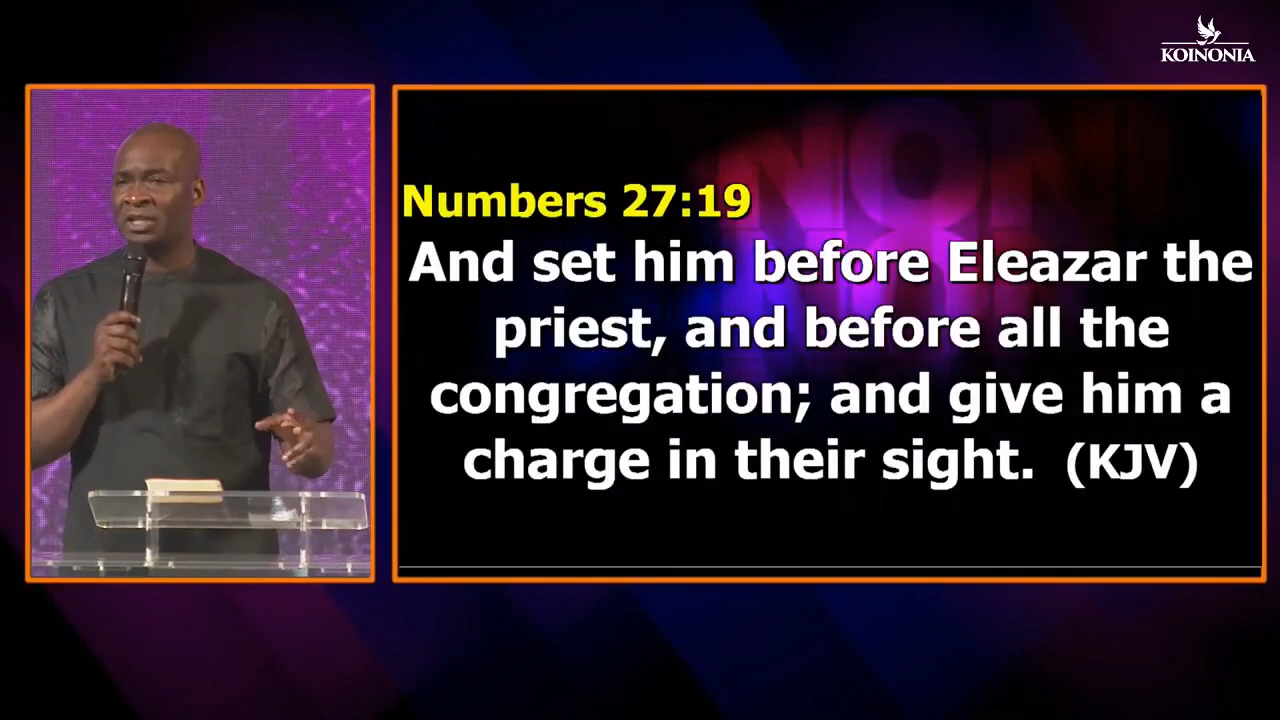 KOINONIA
Numbers 27:19
And set him before Eleazar the
priest, and before all the
congregation; and give him a
charge in their sight. (KJV)
NON